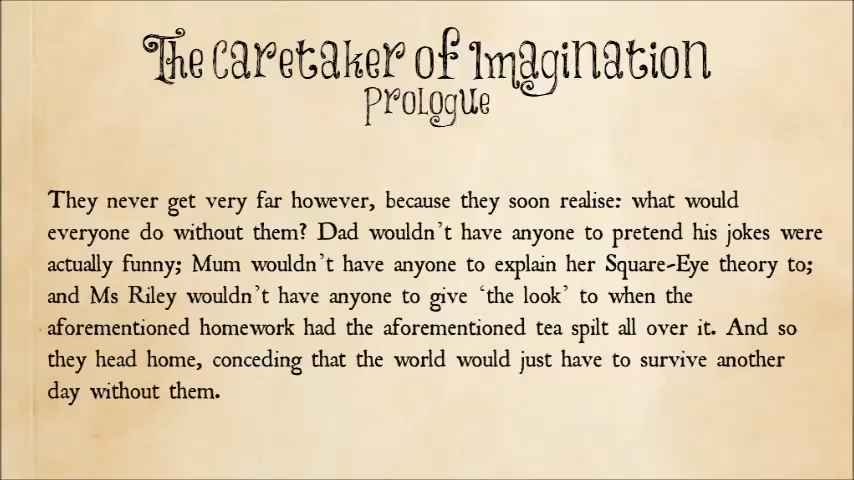 The Caretaker of Imagination
Prologue
They never get very far however, because they soon realise: what would
everyone do without them? Dad wouldn't have anyone to pretend his jokes were
actually funny; Mum wouldn't have anyone to explain her Square-Eye theory to;
and Ms Riley wouldn't have anyone to give ‘the look’ to when the
aforementioned homework had the aforementioned tea spilt all over it. And so
they head home, conceding that the world would just have to survive another
day without them.